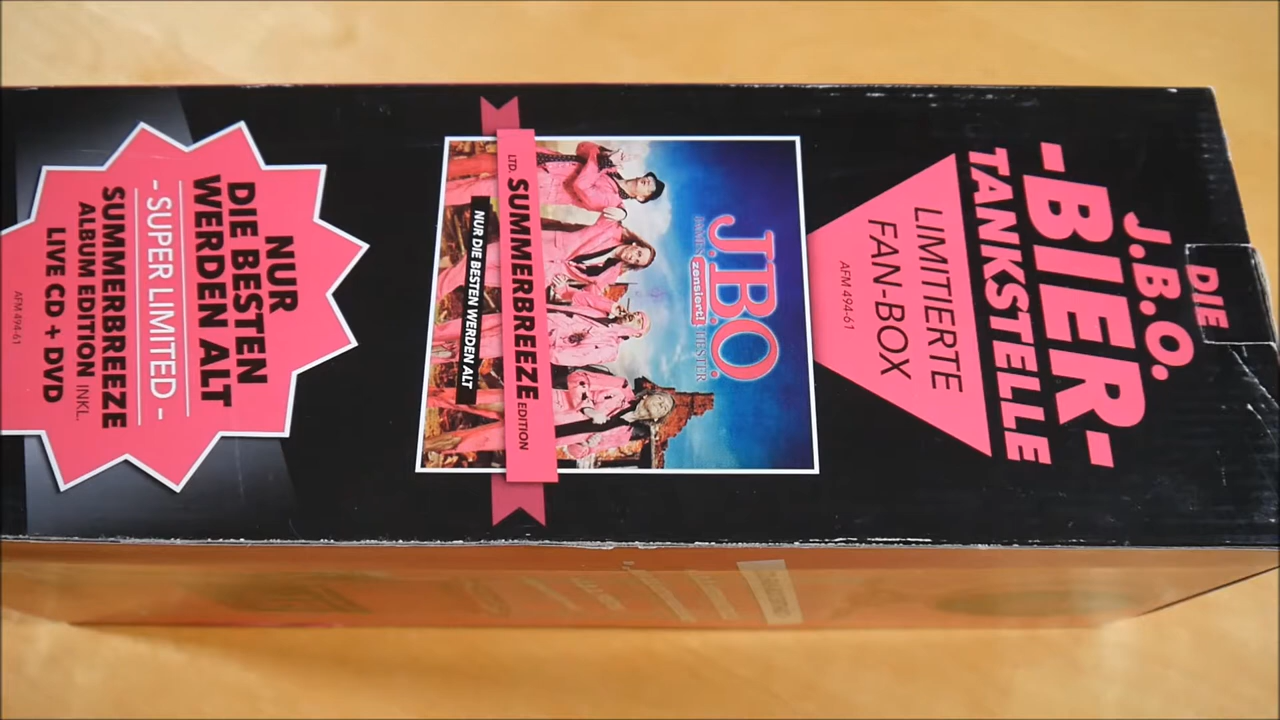 DIE
J.B.O.
-BIER-
TANKSTELLE
LIMITIERTE
FAN-BOX
AFM 494-61
J.B.O.
zensiert!
LTD. SUMMERBREEZE EDITION
NUR DIE BESTEN WERDEN ALT
NUR
DIE BESTEN
WERDEN ALT
- SUPER LIMITED -
SUMMERBREEZE
ALBUM EDITION INKL.
LIVE CD + DVD
AFM 494-61